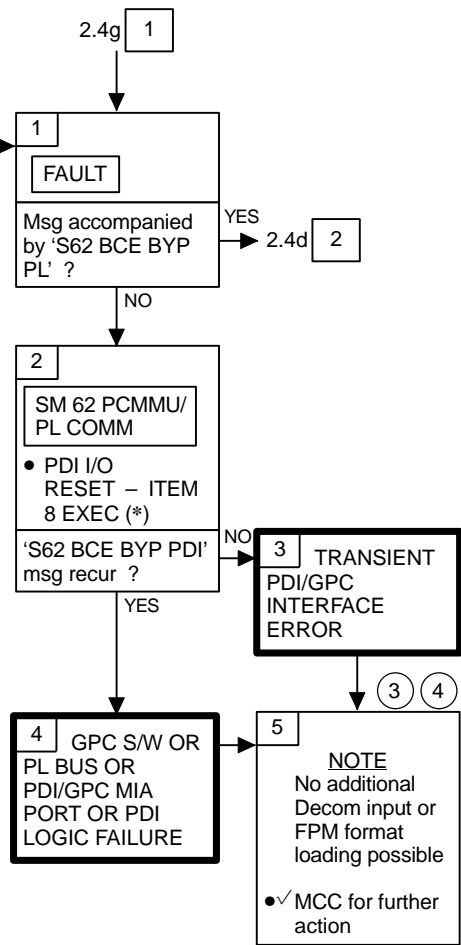 2.4g 1
1
FAULT
Msg accompanied
by ‘S62 BCE BYP
PL’ ?
YES
2.4d 2
NO
2
SM 62 PCMMU/
PL COMM
• PDI I/O
RESET – ITEM
8 EXEC (*)
‘S62 BCE BYP PDI’
msg recur ?
NO
YES
3 TRANSIENT
PDI/GPC
INTERFACE
ERROR
3 4
4 GPC S/W OR
PL BUS OR
PDI/GPC MIA
PORT OR PDI
LOGIC FAILURE
5
NOTE
No additional
Decom input or
FPM format
loading possible
•√ MCC for further
action